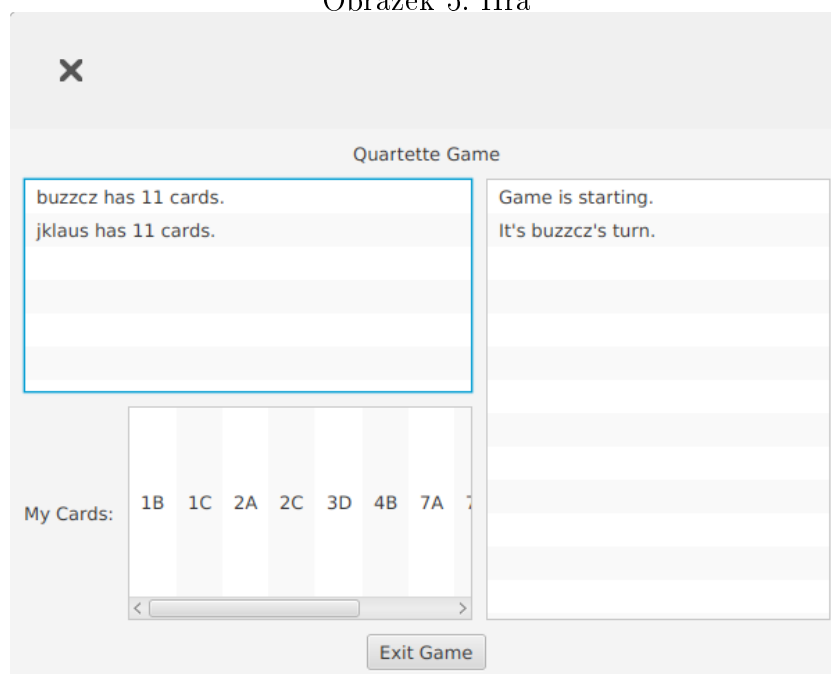 Obrázek 5: Hra
Quartette Game
buzzcz has 11 cards.
jklaus has 11 cards.
Game is starting.
It's buzzcz's turn.
My Cards:
1B 1C 2A 2C 3D 4B 7A
Exit Game